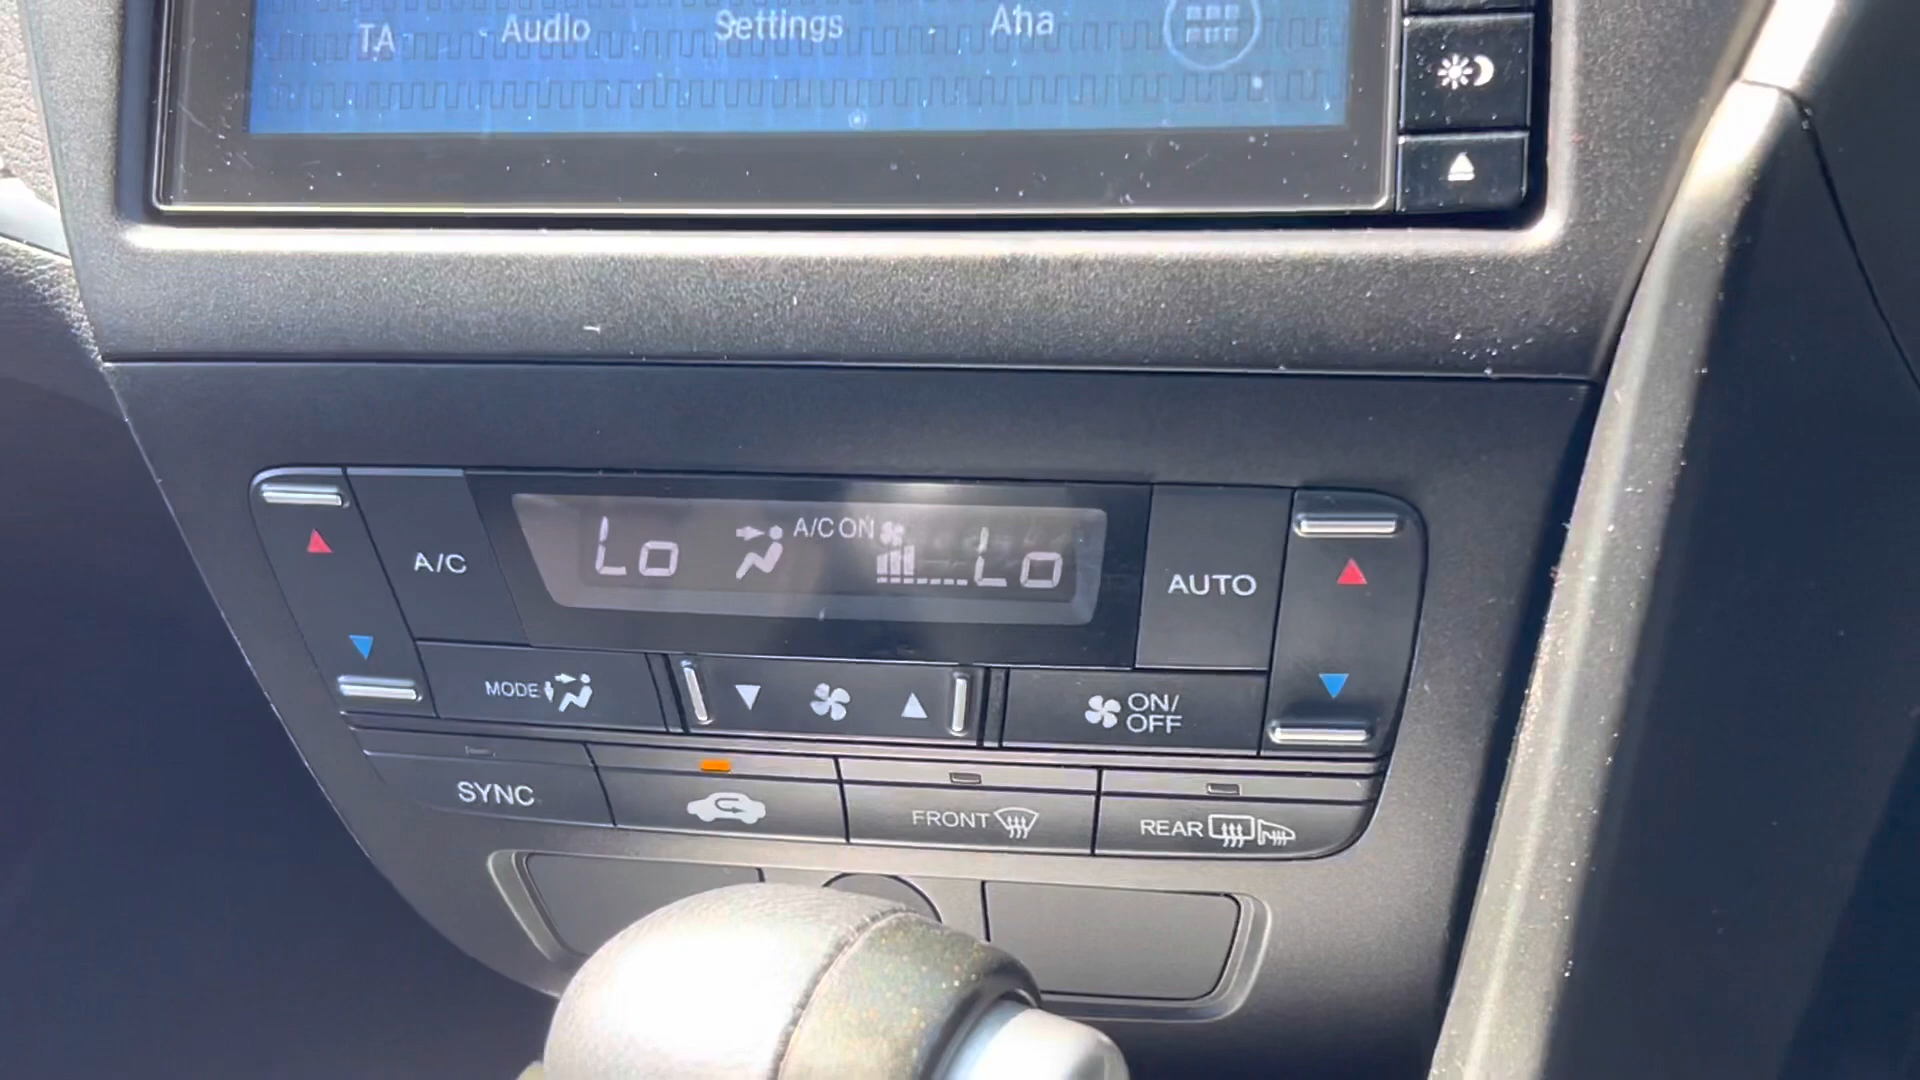 TA Audio Settings Aha
Lo A/C ON Lo
A/C
AUTO
MODE
ON/
OFF
SYNC
FRONT
REAR